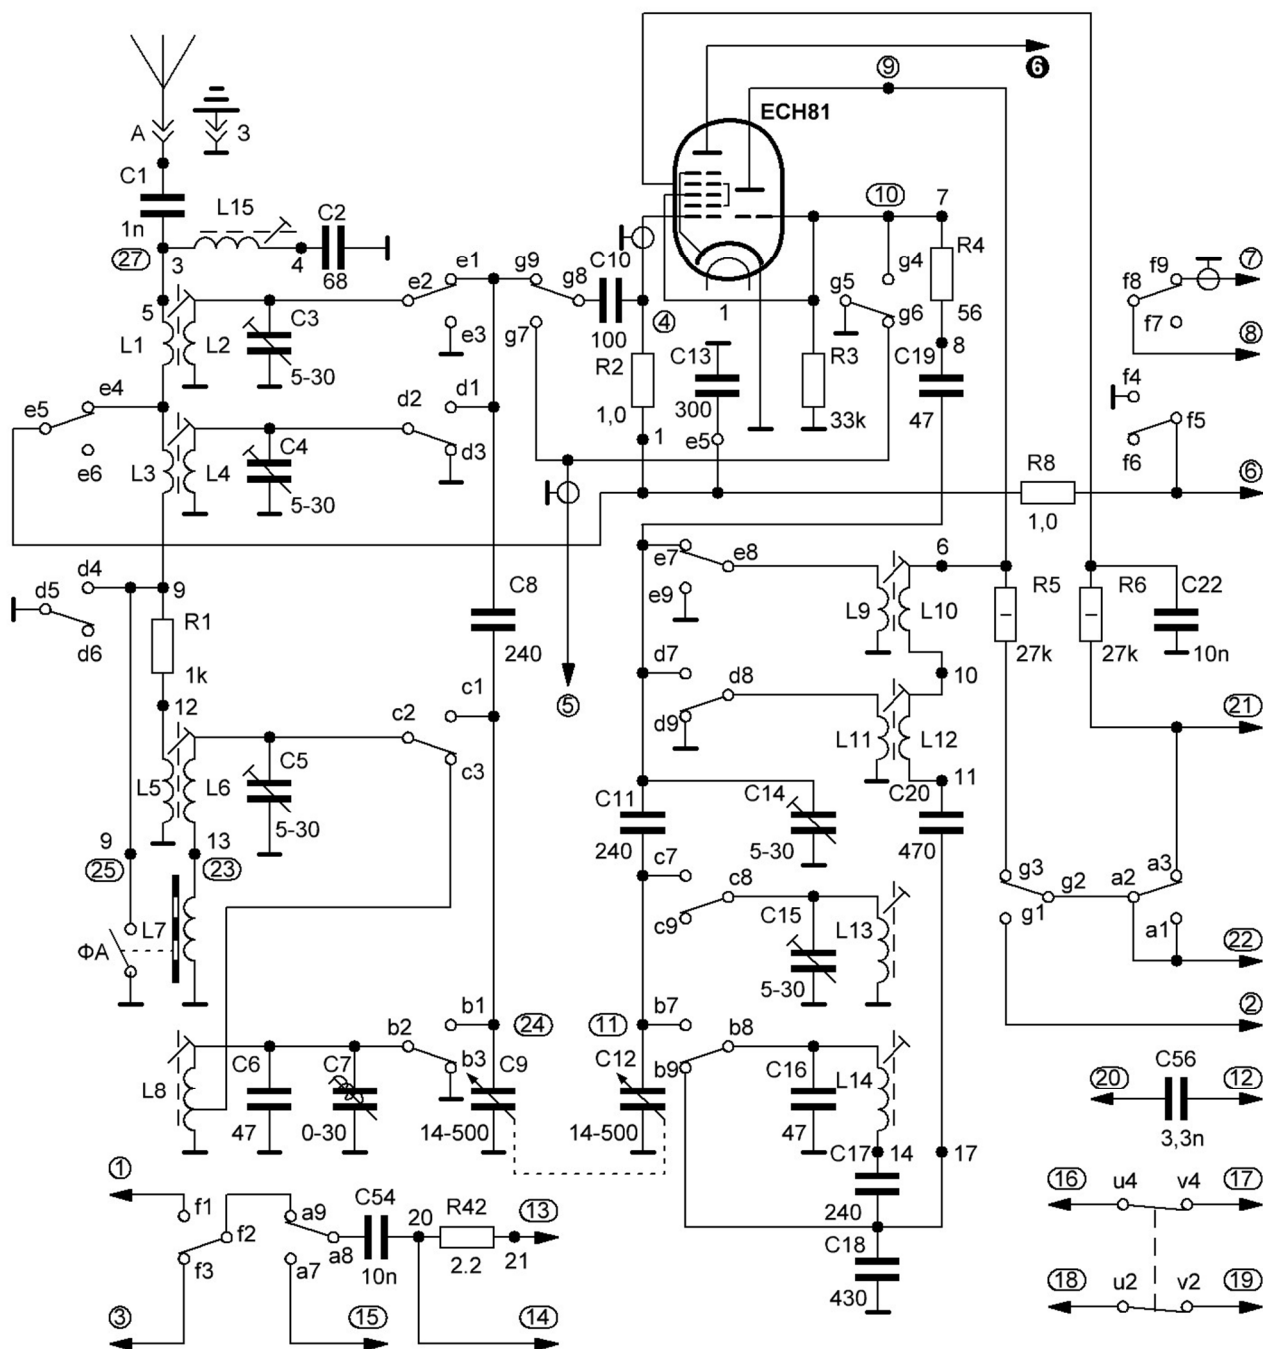 6
9
ECH81
A
3
C1
1n
L15
C2
27
3
4
68
10
7
g4
R4
e1
g9
e2
g8
C10
g5
g6
f9
7
f8
5
C3
e3
g7
100
4
1
56
f7
8
L1
L2
5-30
R2
C13
R3
C19
8
e4
d1
1,0
300
33k
47
f4
e5
d2
C4
d3
1
e5
f5
L3
L4
e6
5-30
R8
f6
6
1,0
e7
e8
6
d4
9
C8
e9
L9
L10
R5
R6
C22
d5
R1
d6
240
27k
27k
10n
1k
d7
10
c1
5
d8
12
c2
d9
21
L11
L12
C5
c3
11
L5
L6
C11
C14
C20
5-30
240
5-30
470
9
13
c7
25
23
c8
g3
g2
a2
a3
L7
C15
L13
c9
g1
a1
ΦA
22
5-30
b1
24
11
b7
2
b2
b8
C6
C7
b3
C9
C12
b9
C16
L14
20
C56
12
L8
47
0-30
14-500
14-500
47
3,3n
1
C17
14
17
f1
C54
R42
13
240
16
u4
v4
17
a9
20
f2
f3
a8
a7
10n
2.2
21
C18
18
u2
v2
19
430
3
15
14